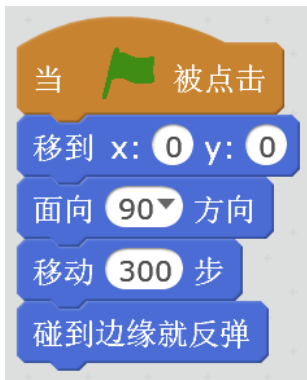 当 被点击
移到 x: 0 y: 0
面向 90 方向
移动 300 步
碰到边缘就反弹